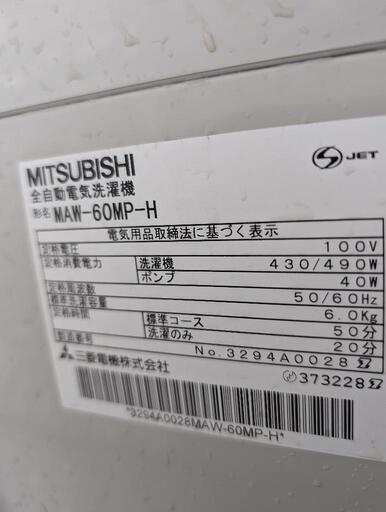 MITSUBISHI
JET
全自動電気洗濯機
形名 MAW-60MP-H
電気用品取締法に基づく表示
定格電圧 100V
定格消費電力 洗濯機 430/490W
ポンプ 40W
定格周波数 50/60Hz
標準洗濯容量 6.0Kg
定格時間 標準コース 50分
洗濯のみ 20分
製造番号 No.3294A0028
三菱電機株式会社
373228
*3294A0028MAW-60MP-H*